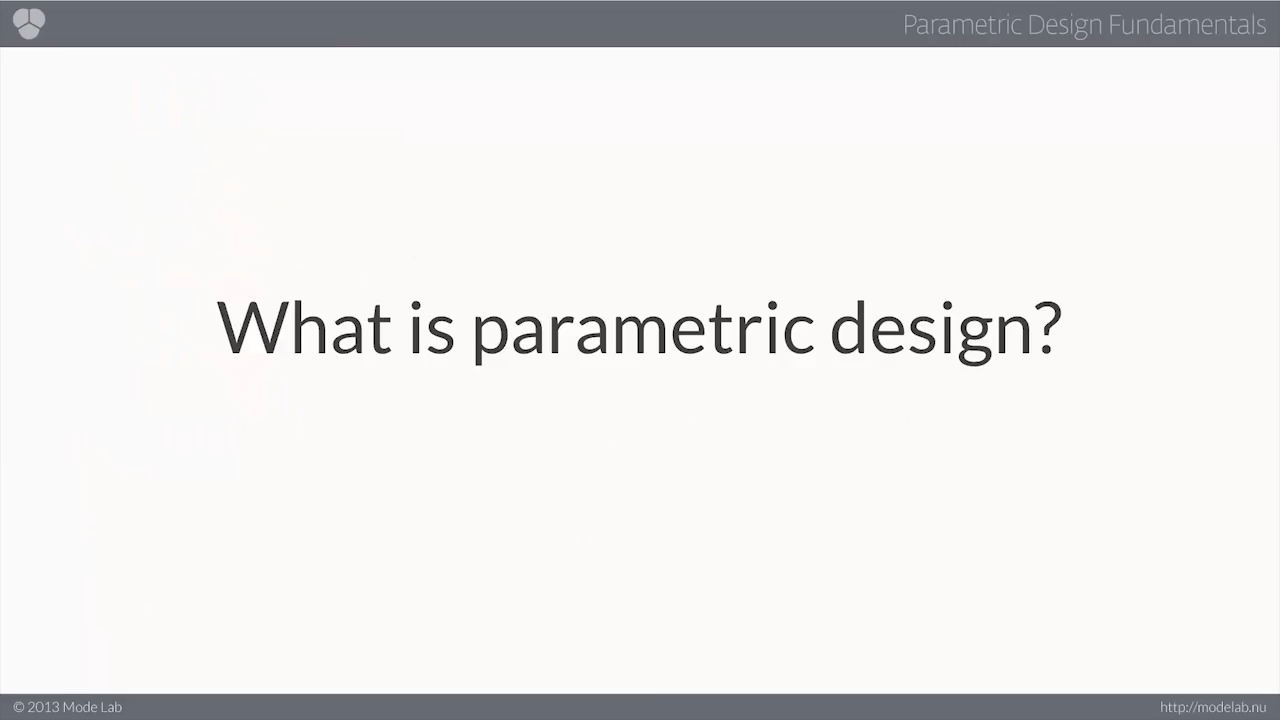 Parametric Design Fundamentals
What is parametric design?
© 2013 Mode Lab
http://modelab.nu